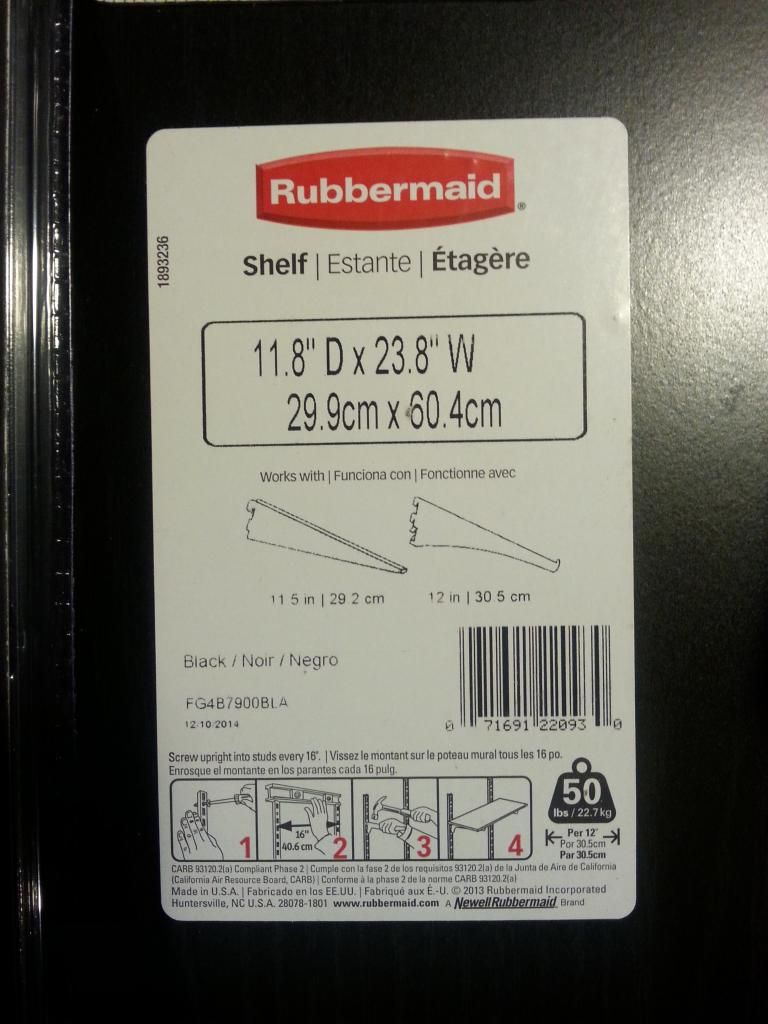 Rubbermaid®
1893236
Shelf | Estante | Étagère
11.8" D x 23.8" W
29.9cm x 60.4cm
Works with | Funciona con | Fonctionne avec
11.5 in | 29.2 cm
12 in | 30.5 cm
Black / Noir / Negro
FG4B7900BLA
12.10.2014
0 71691 22093 0
Screw upright into studs every 16". | Vissez le montant sur le poteau mural tous les 16 po.
Enrosque el montante en los parantes cada 16 pulg.
1
16"
40.6 cm
2
3
4
50
lbs / 22.7kg
Per 12"
Por 30.5cm
Par 30.5cm
CARB 93120.2(a) Compliant Phase 2 | Cumple con la fase 2 de los requisitos 93120.2(a) de la Junta de Aire de California
(California Air Resource Board, CARB) | Conforme à la phase 2 de la norme CARB 93120.2(a)
Made in U.S.A. | Fabricado en los EE.UU. | Fabriqué aux É.-U. © 2013 Rubbermaid Incorporated
Huntersville, NC U.S.A. 28078-1801 www.rubbermaid.com A NewellRubbermaid Brand